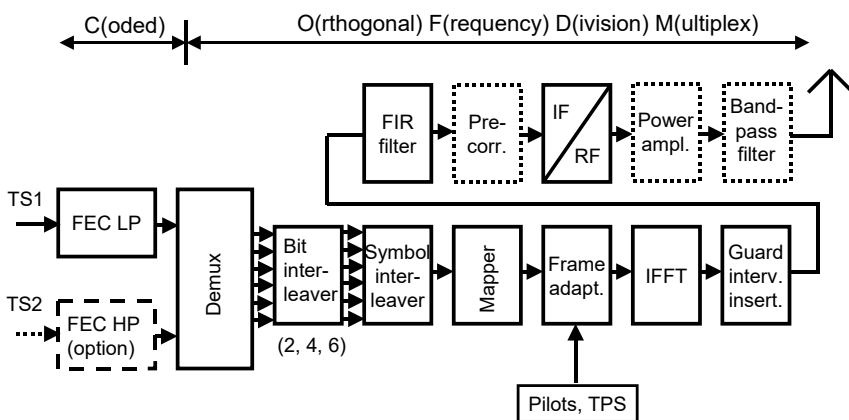 C(oded)
O(rthogonal) F(requency) D(ivision) M(ultiplex)
FIR
filter
Pre-
corr.
IF
RF
Power
ampl.
Band-
pass
filter
TS1
FEC LP
TS2
FEC HP
(option)
Demux
Bit
inter-
leaver
(2, 4, 6)
Symbol
inter-
leaver
Mapper
Frame
adapt.
IFFT
Guard
interv.
insert.
Pilots, TPS